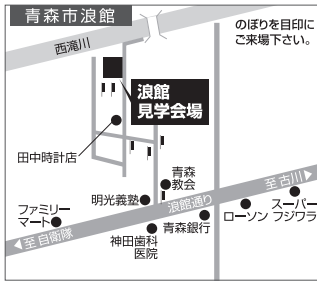 青森市浪館
のぼりを目印に
ご来場下さい。
西滝川
浪館
見学会場
田中時計店
青森
教会
明光義塾
浪館通り
至古川
ファミリー
マート
至自衛隊
神田歯科
医院
青森銀行
ローソン
スーパー
フジワラ